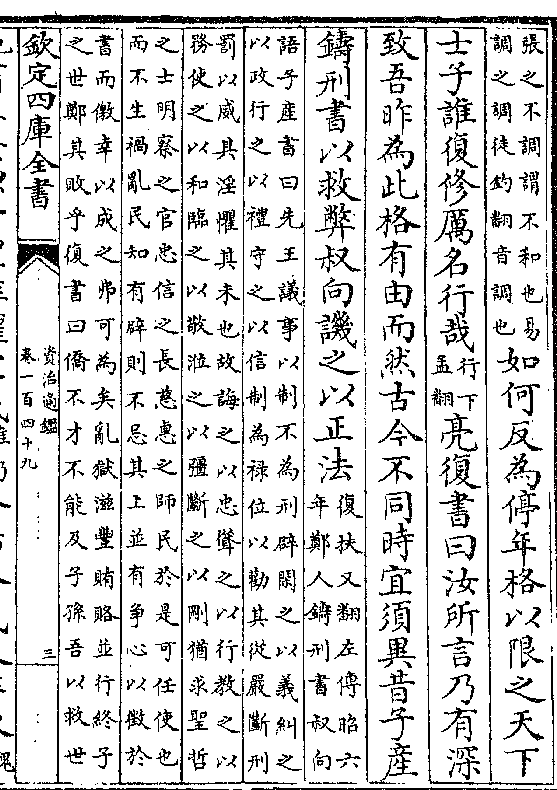 張之不調謂不和也易
調之調徒釣翻音調也
如何反為停年格以限之天下
士子誰復修厲名行哉
行下
孟翻
亮復書曰汝所言乃有深
致吾昨為此格有由而然古今不同時宜須異昔子産
鑄刑書以救弊叔向譏之以正法
復扶又翻左傳昭六
年鄭人鑄刑書叔向
語子産書曰先王議事以制不為刑辟閑之以義糾之
以政行之以禮守之以信制為禄位以勸其從嚴斷刑
罰以威其淫懼其未也故誨之以忠聳之以行教之以
務使之以和臨之以敬涖之以彊斷之以剛猶求聖哲
之士明察之官忠信之長慈惠之師民於是可任使也
而不生禍亂民知有辟則不忌其上並有争心以徴於
書而徼幸以成之弗可為矣亂獄滋豐賄賂並行終子
之世鄭其敗乎復書曰僑不才不能及子孫吾以救世
欽定四庫全書
資治通鑑
卷一百四十九
三